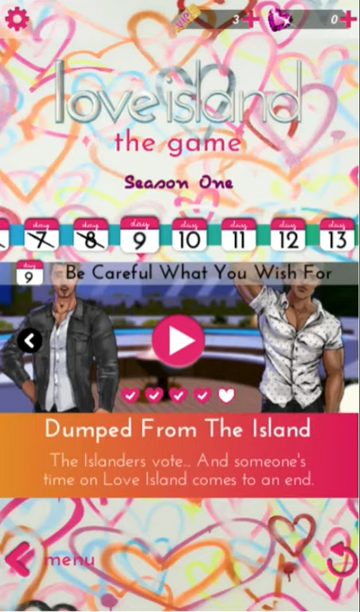 VIP 3 0
love island
the game
Season One
day day day day day day day
7 8 9 10 11 12 13
day
9
Be Careful What You Wish For
Dumped From The Island
The Islanders vote... And someone's
time on Love Island comes to an end.
menu